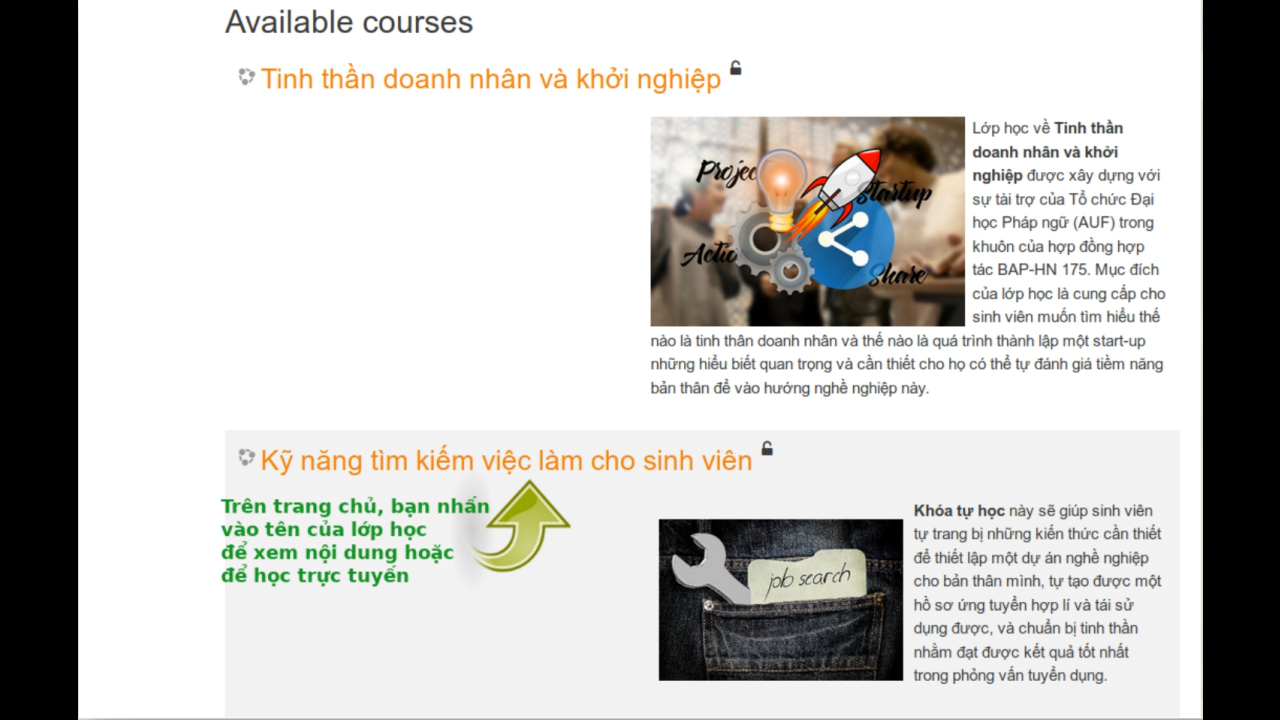 Available courses
Tinh thần doanh nhân và khởi nghiệp
Projec
Startup
Actio
Share
Lớp học về Tinh thần
doanh nhân và khởi
nghiệp được xây dựng với
sự tài trợ của Tổ chức Đại
học Pháp ngữ (AUF) trong
khuôn của hợp đồng hợp
tác BAP-HN 175. Mục đích
của lớp học là cung cấp cho
sinh viên muốn tìm hiểu thế
nào là tinh thân doanh nhân và thế nào là quá trình thành lập một start-up
những hiểu biết quan trọng và cần thiết cho họ có thể tự đánh giá tiềm năng
bản thân để vào hướng nghề nghiệp này.
Kỹ năng tìm kiếm việc làm cho sinh viên
Trên trang chủ, bạn nhấn
vào tên của lớp học
để xem nội dung hoặc
để học trực tuyến
job search
Khóa tự học này sẽ giúp sinh viên
tự trang bị những kiến thức cần thiết
để thiết lập một dự án nghề nghiệp
cho bản thân mình, tự tạo được một
hồ sơ ứng tuyển hợp lí và tái sử
dụng được, và chuẩn bị tinh thần
nhằm đạt được kết quả tốt nhất
trong phỏng vấn tuyển dụng.